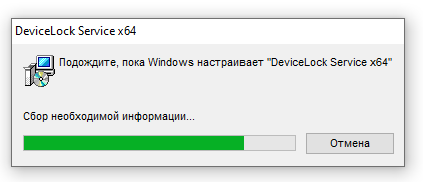 DeviceLock Service x64
Подождите, пока Windows настраивает "DeviceLock Service x64"
Сбор необходимой информации...
Отмена